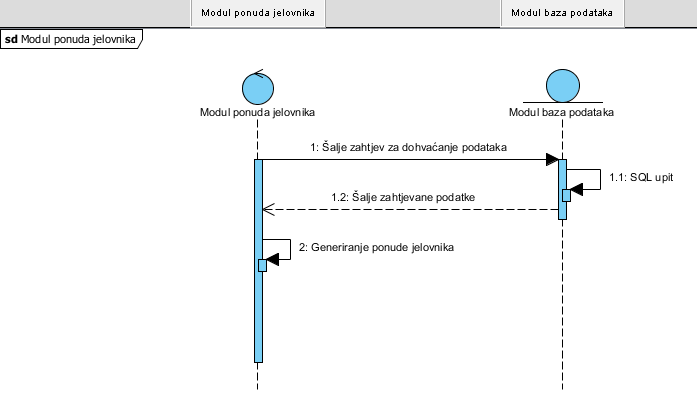 Modul ponuda jelovnika
Modul baza podataka
sd Modul ponuda jelovnika
Modul ponuda jelovnika
Modul baza podataka
1: Šalje zahtjev za dohvaćanje podataka
1.1: SQL upit
1.2: Šalje zahtjevane podatke
2: Generiranje ponude jelovnika